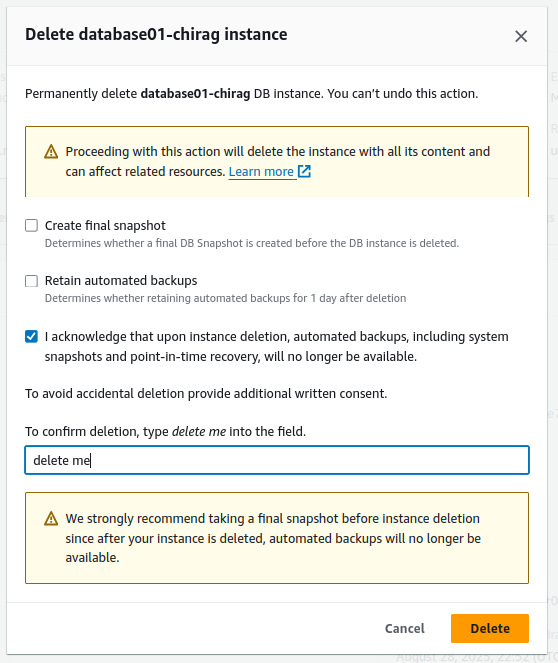 Delete database01-chirag instance
Permanently delete database01-chirag DB instance. You can't undo this action.
Proceeding with this action will delete the instance with all its content and
can affect related resources. Learn more
Create final snapshot
Determines whether a final DB Snapshot is created before the DB instance is deleted.
Retain automated backups
Determines whether retaining automated backups for 1 day after deletion
I acknowledge that upon instance deletion, automated backups, including system
snapshots and point-in-time recovery, will no longer be available.
To avoid accidental deletion provide additional written consent.
To confirm deletion, type delete me into the field.
delete me
We strongly recommend taking a final snapshot before instance deletion
since after your instance is deleted, automated backups will no longer be
available.
Cancel
Delete
August 28, 2025, 22:52 (UTC